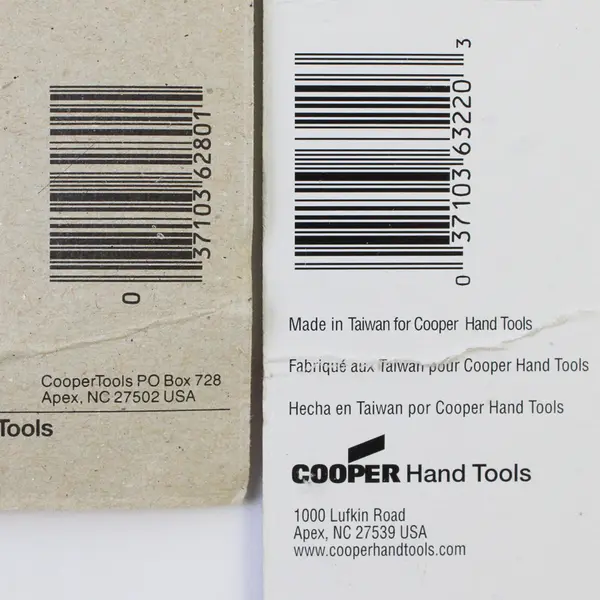 0 37103 62801
CooperTools PO Box 728
Apex, NC 27502 USA
Tools
0 37103 63220 3
Made in Taiwan for Cooper Hand Tools
Fabriqué aux Taiwan pour Cooper Hand Tools
Hecha en Taiwan por Cooper Hand Tools
COOPER Hand Tools
1000 Lufkin Road
Apex, NC 27539 USA
www.cooperhandtools.com